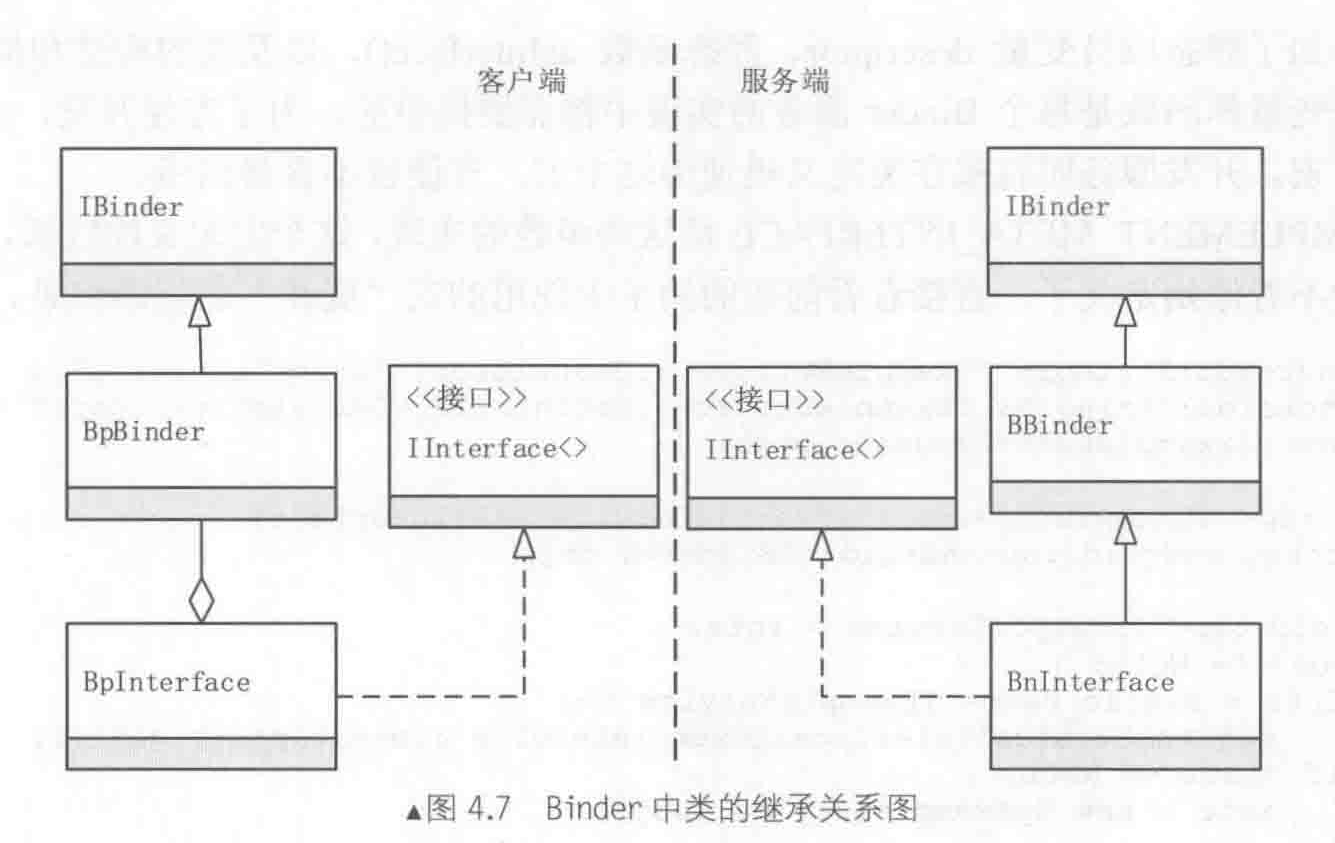 客户端
服务端
IBinder
BpBinder
BpInterface
<<接口>>
IInterface<>
<<接口>>
IInterface<>
IBinder
BBinder
BnInterface
▲图 4.7 Binder 中类的继承关系图